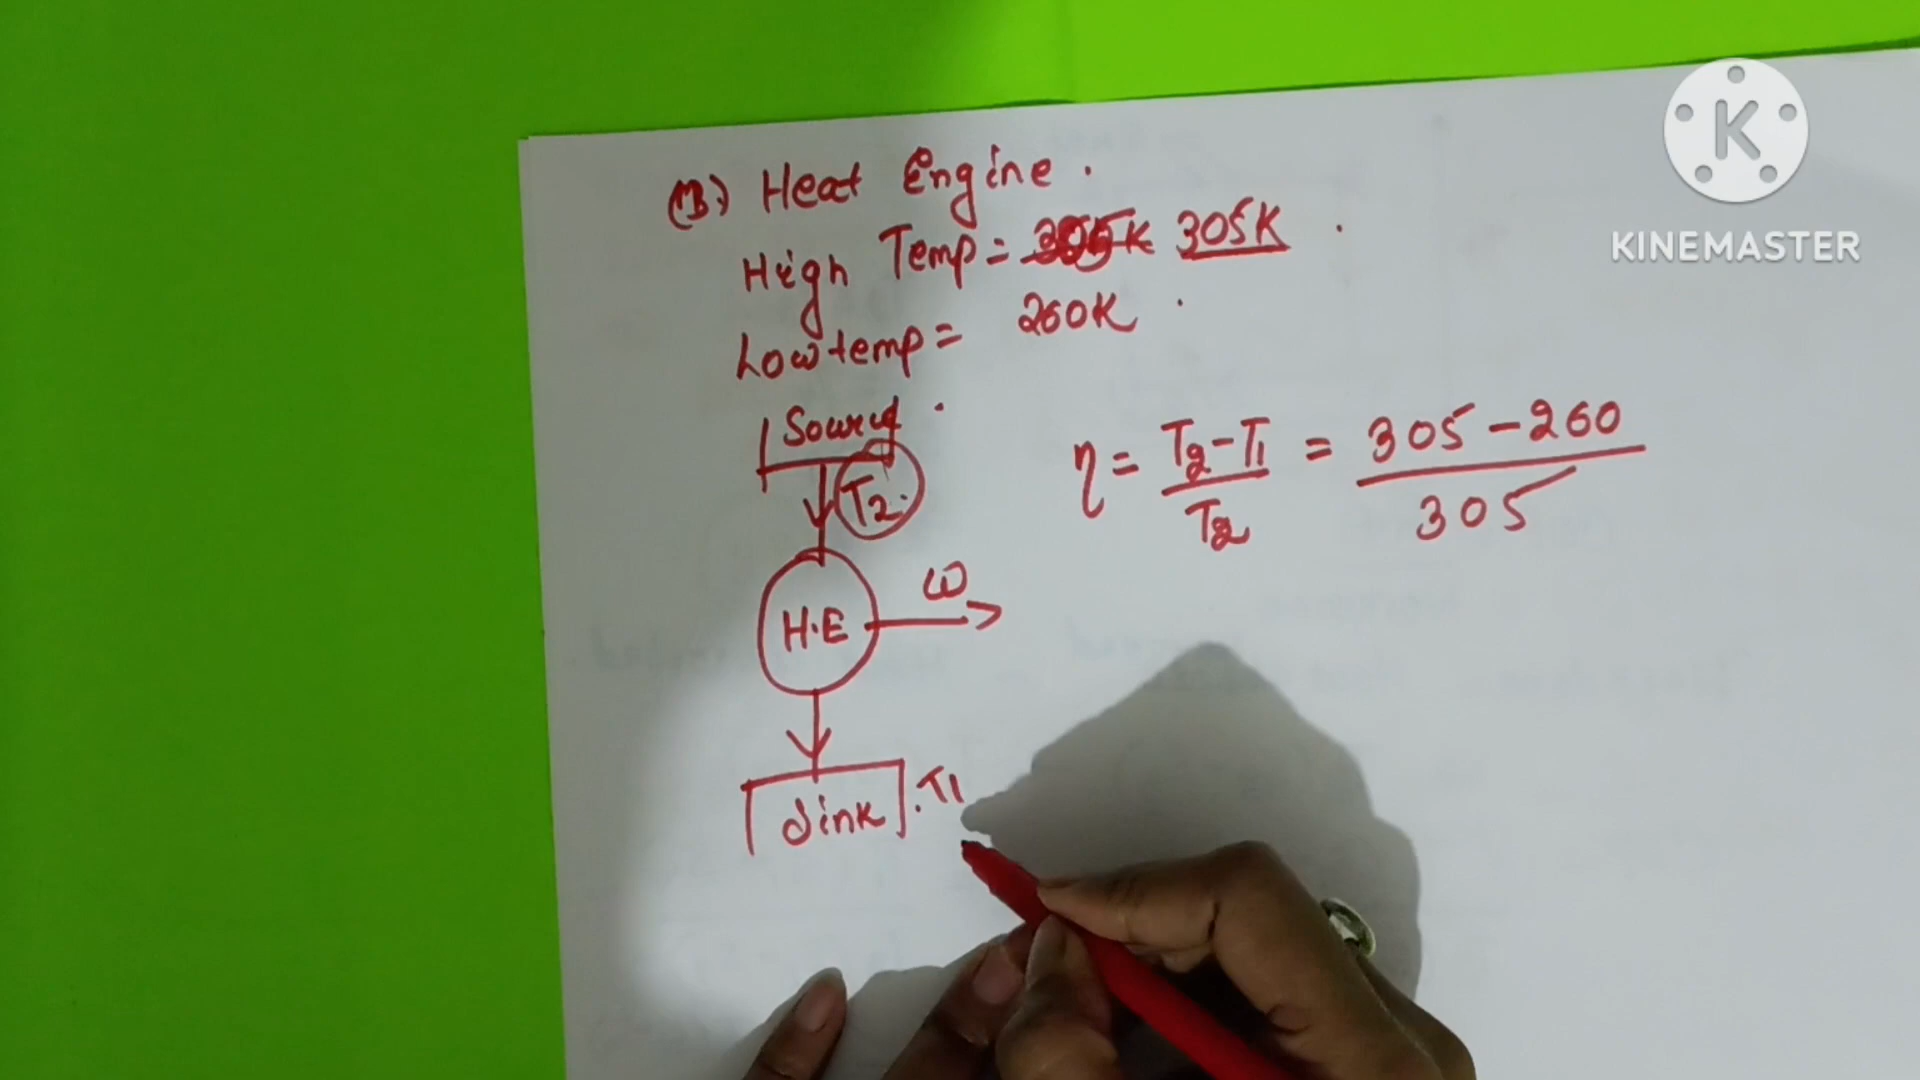 (B.) Heat Engine.
High Temp = 305K 305K.
Low temp = 260K.
Source
T2.
η = T2-T1 / T2 = 305-260 / 305
H.E
W
sink
T1
K
KINEMASTER